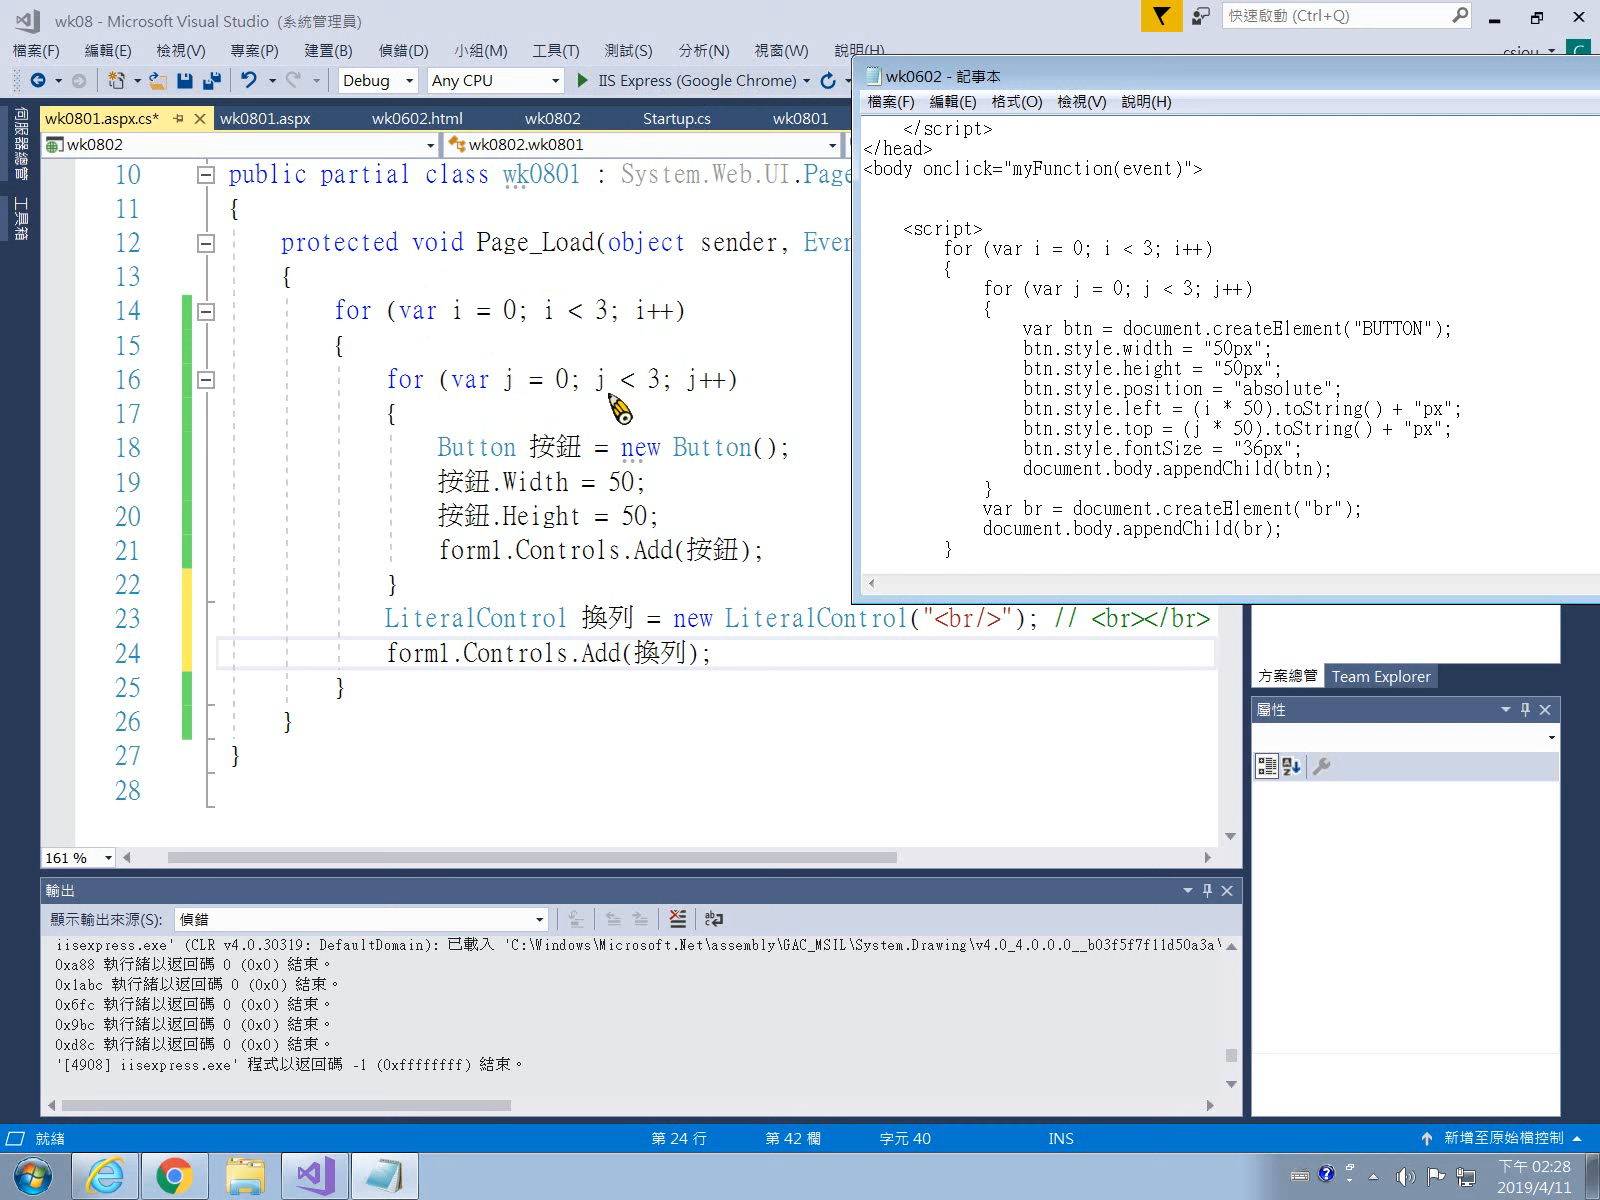 wk08 - Microsoft Visual Studio (系統管理員)
快速啟動 (Ctrl+Q)
檔案(F) 編輯(E) 檢視(V) 專案(P) 建置(B) 偵錯(D) 小組(M) 工具(T) 測試(S) 分析(N) 視窗(W) 說明(H)
Debug Any CPU IIS Express (Google Chrome)
伺服器總管
工具箱
wk0801.aspx.cs* wk0801.aspx wk0602.html wk0802 Startup.cs wk0801
wk0802 wk0802.wk0801
10 public partial class wk0801 : System.Web.UI.Page
11 {
12 protected void Page_Load(object sender, Even
13 {
14 for (var i = 0; i < 3; i++)
15 {
16 for (var j = 0; j < 3; j++)
17 {
18 Button 按鈕 = new Button();
19 按鈕.Width = 50;
20 按鈕.Height = 50;
21 form1.Controls.Add(按鈕);
22 }
23 LiteralControl 換列 = new LiteralControl("<br/>"); // <br></br>
24 form1.Controls.Add(換列);
25 }
26 }
27 }
28
161 %
wk0602 - 記事本
檔案(F) 編輯(E) 格式(O) 檢視(V) 說明(H)
</script>
</head>
<body onclick="myFunction(event)">
<script>
for (var i = 0; i < 3; i++)
{
for (var j = 0; j < 3; j++)
{
var btn = document.createElement("BUTTON");
btn.style.width = "50px";
btn.style.height = "50px";
btn.style.position = "absolute";
btn.style.left = (i * 50).toString() + "px";
btn.style.top = (j * 50).toString() + "px";
btn.style.fontSize = "36px";
document.body.appendChild(btn);
}
var br = document.createElement("br");
document.body.appendChild(br);
}
方案總管 Team Explorer
屬性
輸出
顯示輸出來源(S): 偵錯
iisexpress.exe' (CLR v4.0.30319: DefaultDomain): 已載入 'C:\Windows\Microsoft.Net\assembly\GAC_MSIL\System.Drawing\v4.0_4.0.0.0__b03f5f7f11d50a3a\
0xa88 執行緒以返回碼 0 (0x0) 結束。
0x1abc 執行緒以返回碼 0 (0x0) 結束。
0x6fc 執行緒以返回碼 0 (0x0) 結束。
0x9bc 執行緒以返回碼 0 (0x0) 結束。
0xd8c 執行緒以返回碼 0 (0x0) 結束。
'[4908] iisexpress.exe' 程式以返回碼 -1 (0xffffffff) 結束。
就緒 第 24 行 第 42 欄 字元 40 INS 新增至原始檔控制
下午 02:28
2019/4/11